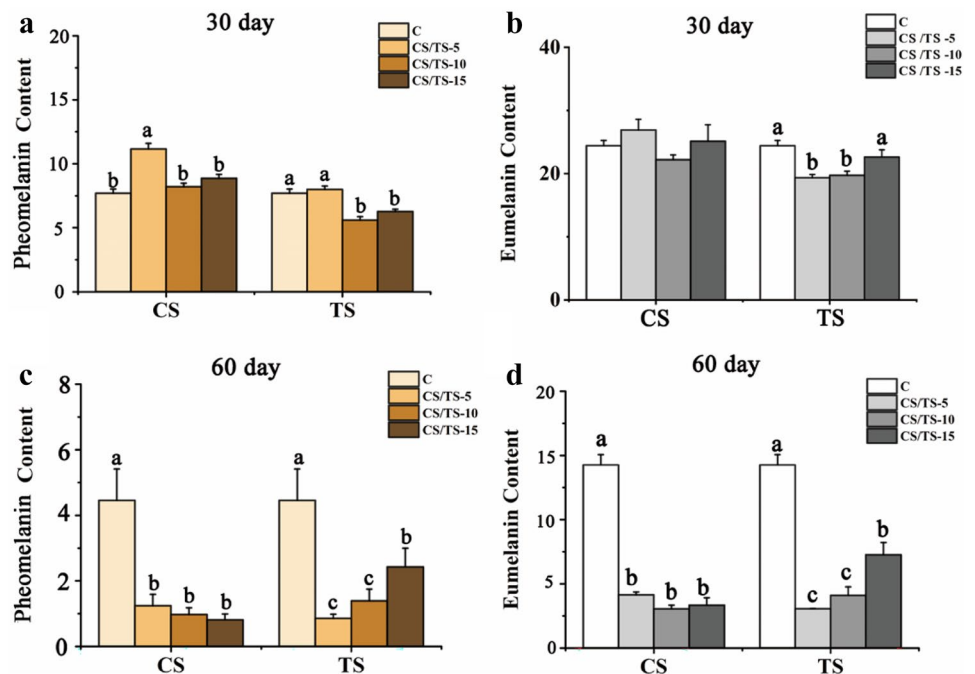 a
30 day
Pheomelanin Content
20
15
10
5
0
C
CS/TS-5
CS/TS-10
CS/TS-15
b
a
b
b
a
a
b
b
CS
TS
b
30 day
Eumelanin Content
40
20
0
C
CS /TS -5
CS /TS -10
CS /TS -15
a
b
b
a
CS
TS
c
60 day
Pheomelanin Content
8
6
4
2
0
C
CS/TS-5
CS/TS-10
CS/TS-15
a
b
b
b
a
c
c
b
CS
TS
d
60 day
Eumelanin Content
20
15
10
5
0
C
CS/TS-5
CS/TS-10
CS/TS-15
a
b
b
b
a
c
c
b
CS
TS